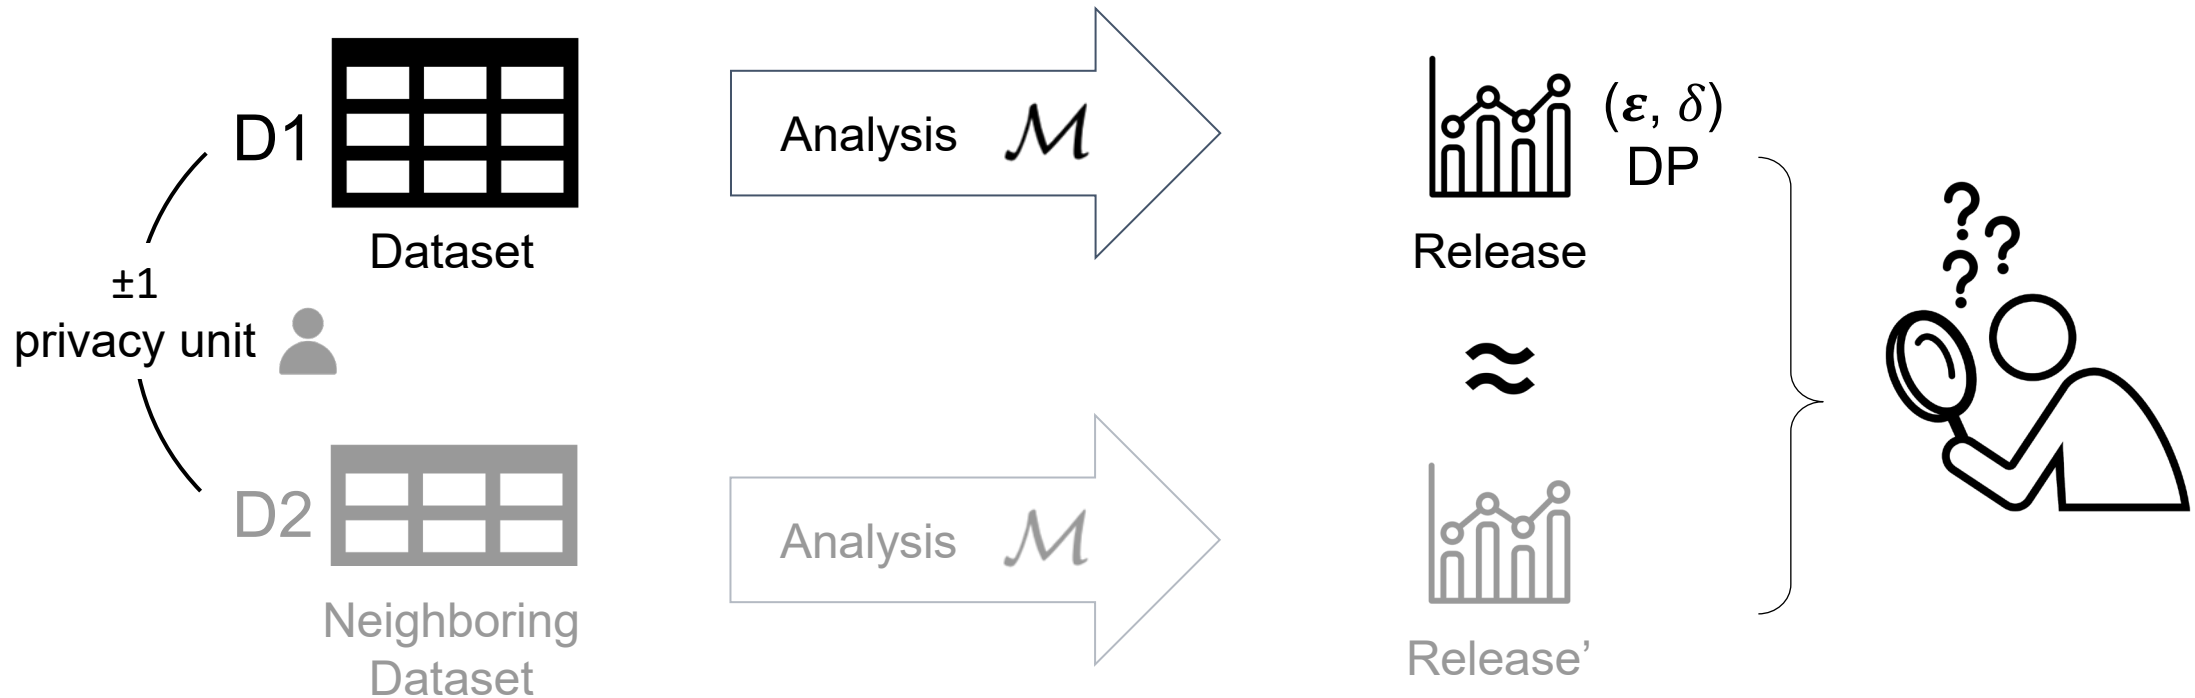 D1
Dataset
±1
privacy unit
D2
Neighboring
Dataset
Analysis ℳ
Analysis ℳ
(ε, δ)
DP
Release
≈
Release’
???